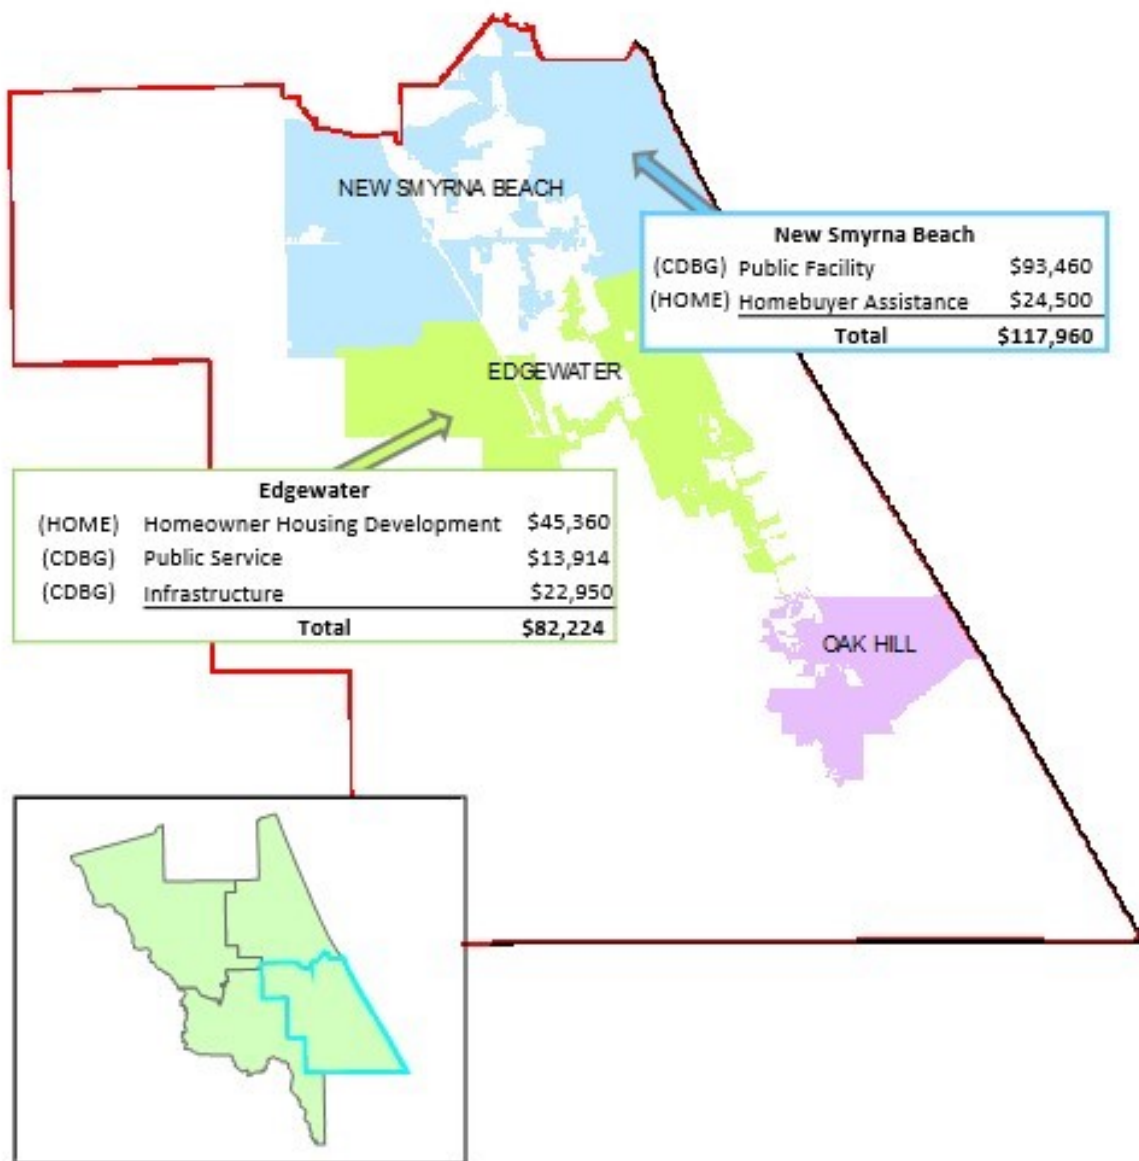 NEW SMYRNA BEACH
New Smyrna Beach
(CDBG) Public Facility $93,460
(HOME) Homebuyer Assistance $24,500
Total $117,960
EDGEWATER
Edgewater
(HOME) Homeowner Housing Development $45,360
(CDBG) Public Service $13,914
(CDBG) Infrastructure $22,950
Total $82,224
OAK HILL